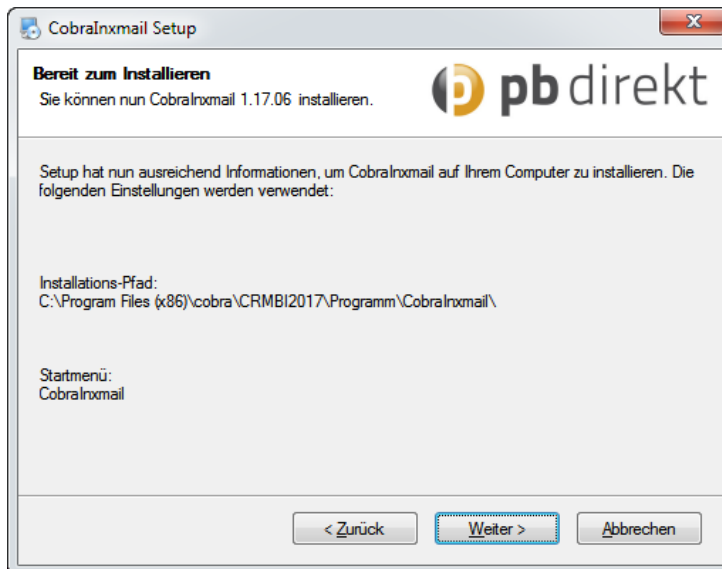 CobraInxmail Setup
Bereit zum Installieren
Sie können nun CobraInxmail 1.17.06 installieren.
pb direkt
Setup hat nun ausreichend Informationen, um CobraInxmail auf Ihrem Computer zu installieren. Die
folgenden Einstellungen werden verwendet:
Installations-Pfad:
C:\Program Files (x86)\cobra\CRMBI2017\Programm\CobraInxmail\
Startmenü:
CobraInxmail
< Zurück
Weiter >
Abbrechen